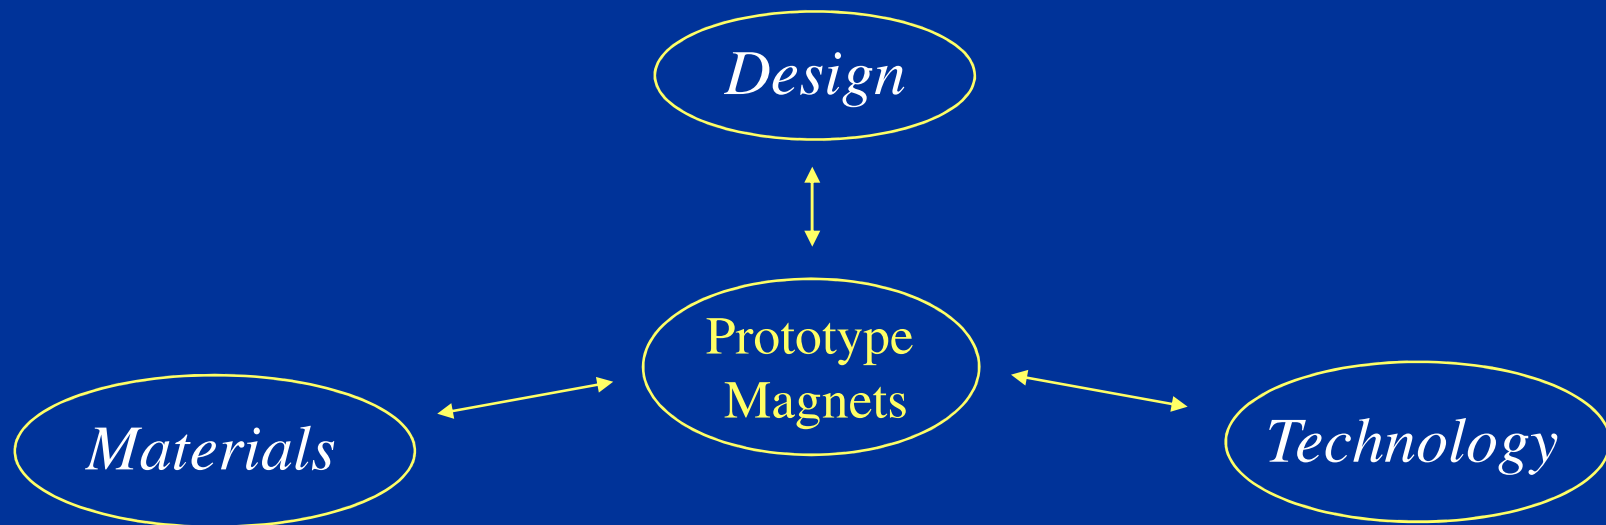 Design
Prototype
Magnets
Materials
Technology